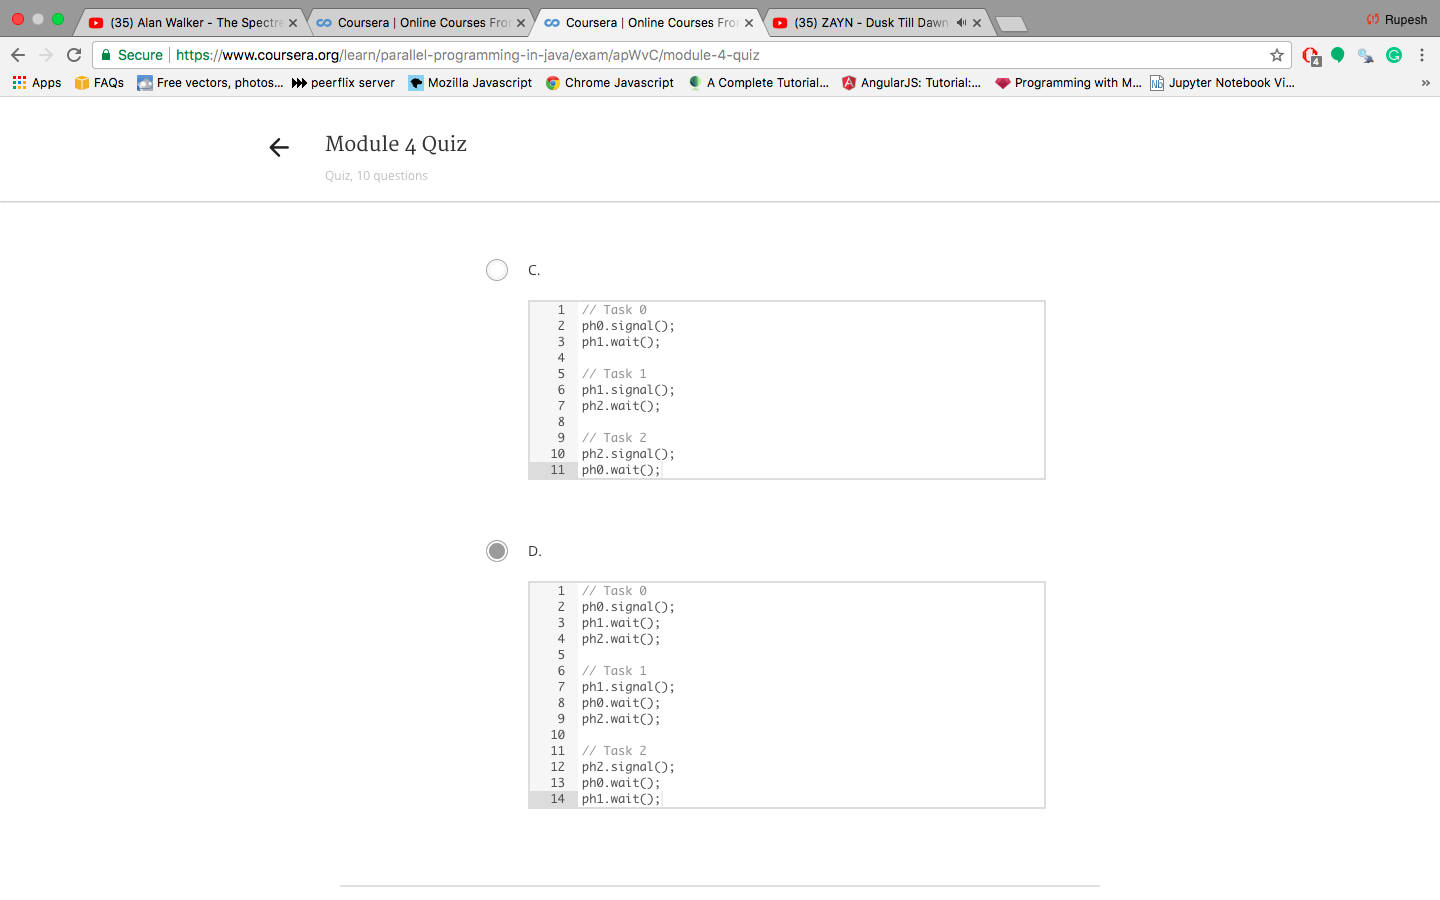 (35) Alan Walker - The Spectre
Coursera | Online Courses From
Coursera | Online Courses From
(35) ZAYN - Dusk Till Dawn
Rupesh
Secure
https://www.coursera.org/learn/parallel-programming-in-java/exam/apWvC/module-4-quiz
4
Apps
FAQs
Free vectors, photos...
peerflix server
Mozilla Javascript
Chrome Javascript
A Complete Tutorial...
AngularJS: Tutorial:...
Programming with M...
Jupyter Notebook Vi...
»
Module 4 Quiz
Quiz, 10 questions
C.
1 // Task 0
2 ph0.signal();
3 ph1.wait();
4
5 // Task 1
6 ph1.signal();
7 ph2.wait();
8
9 // Task 2
10 ph2.signal();
11 ph0.wait();
D.
1 // Task 0
2 ph0.signal();
3 ph1.wait();
4 ph2.wait();
5
6 // Task 1
7 ph1.signal();
8 ph0.wait();
9 ph2.wait();
10
11 // Task 2
12 ph2.signal();
13 ph0.wait();
14 ph1.wait();